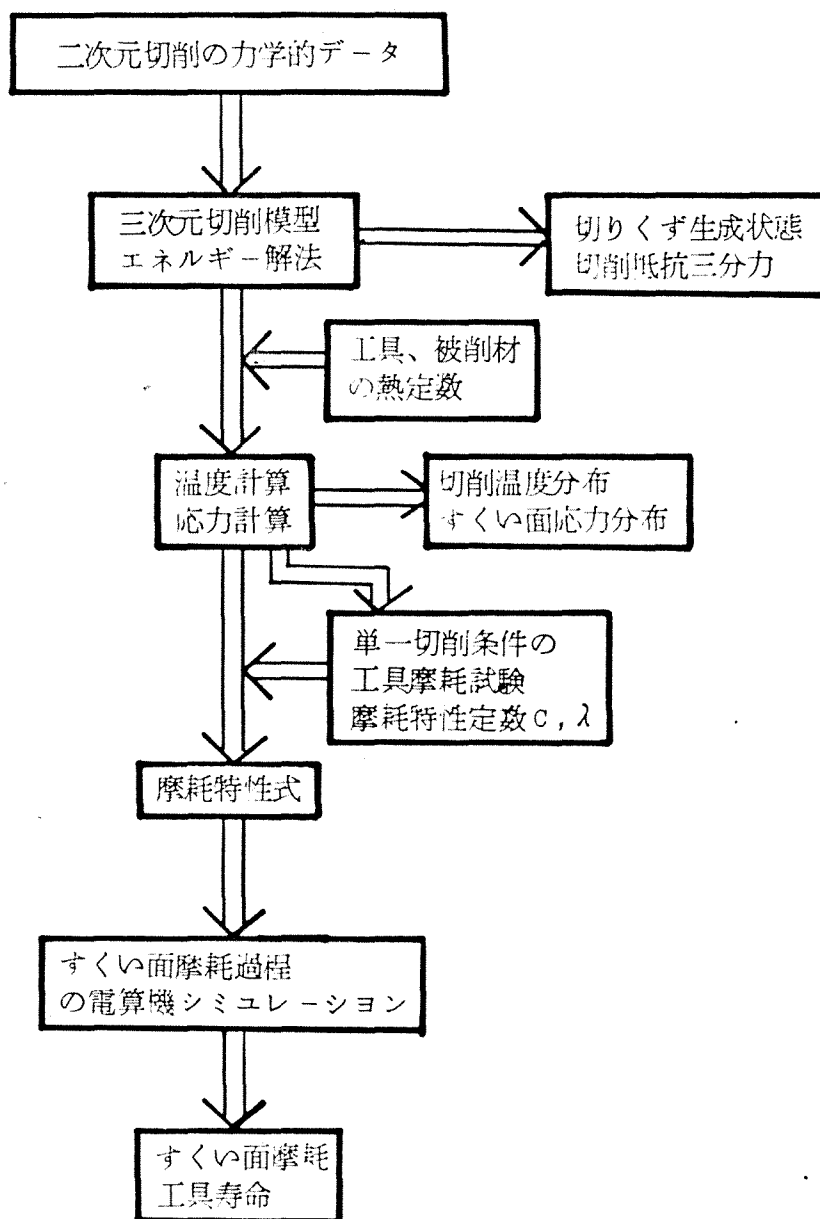 二次元切削の力学的データ
三次元切削模型
エネルギー解法
切りくず生成状態
切削抵抗三分力
工具、被削材
の熱定数
温度計算
応力計算
切削温度分布
すくい面応力分布
単一切削条件の
工具摩耗試験
摩耗特性定数C,λ
摩耗特性式
すくい面摩耗過程
の電算機シミユレーシヨン
すくい面摩耗
工具寿命